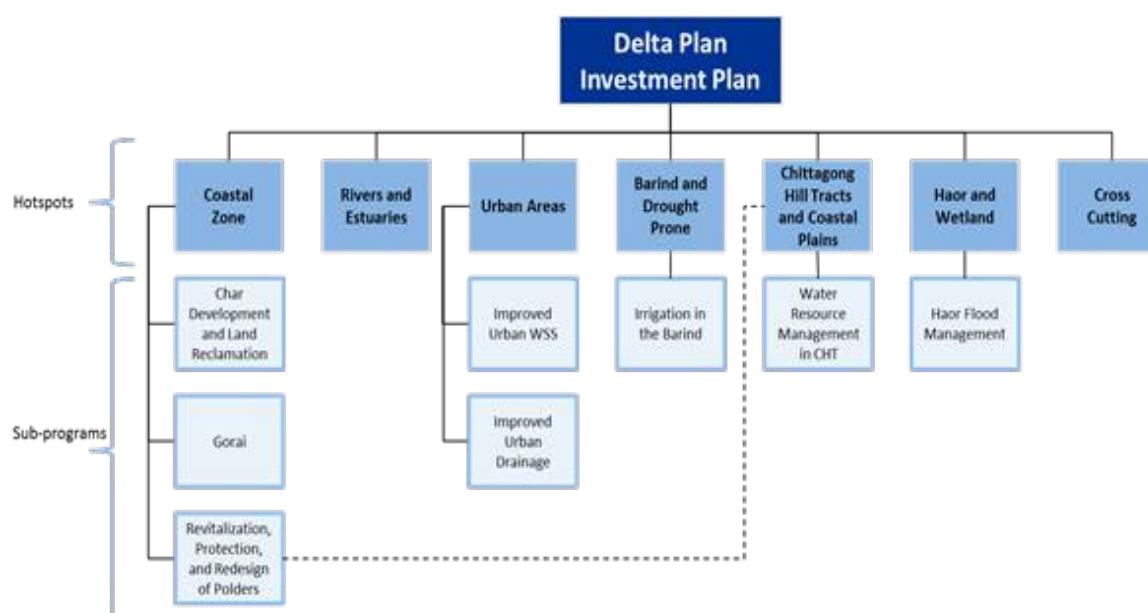 Delta Plan
Investment Plan
Hotspots
Coastal
Zone
Rivers and
Estuaries
Urban Areas
Barind and
Drought
Prone
Chittagong
Hill Tracts
and Coastal
Plains
Haor and
Wetland
Cross
Cutting
Sub-programs
Char
Development
and Land
Reclamation
Improved
Urban WSS
Irrigation in
the Barind
Water
Resource
Management
in CHT
Haor Flood
Management
Gorai
Improved
Urban
Drainage
Revitalization,
Protection,
and Redesign
of Polders